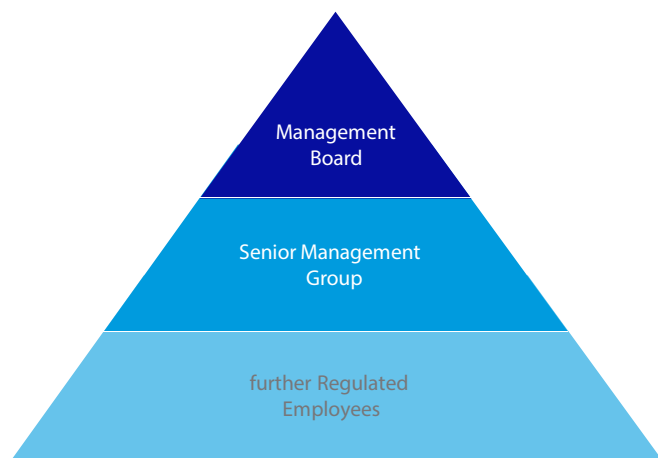 Management
Board
Senior Management
Group
further Regulated
Employees